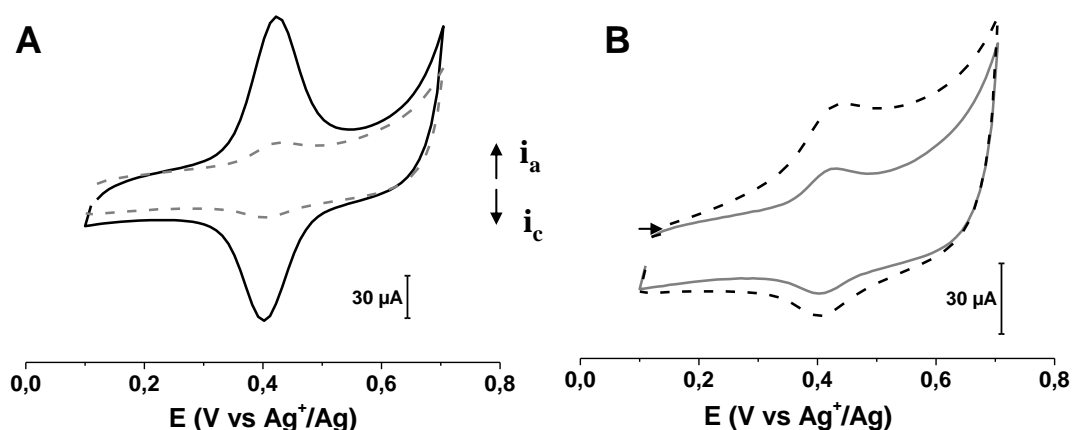 A
B
i_a
i_c
30 µA
30 µA
0,0 0,2 0,4 0,6 0,8
0,0 0,2 0,4 0,6 0,8
E (V vs Ag⁺/Ag)
E (V vs Ag⁺/Ag)